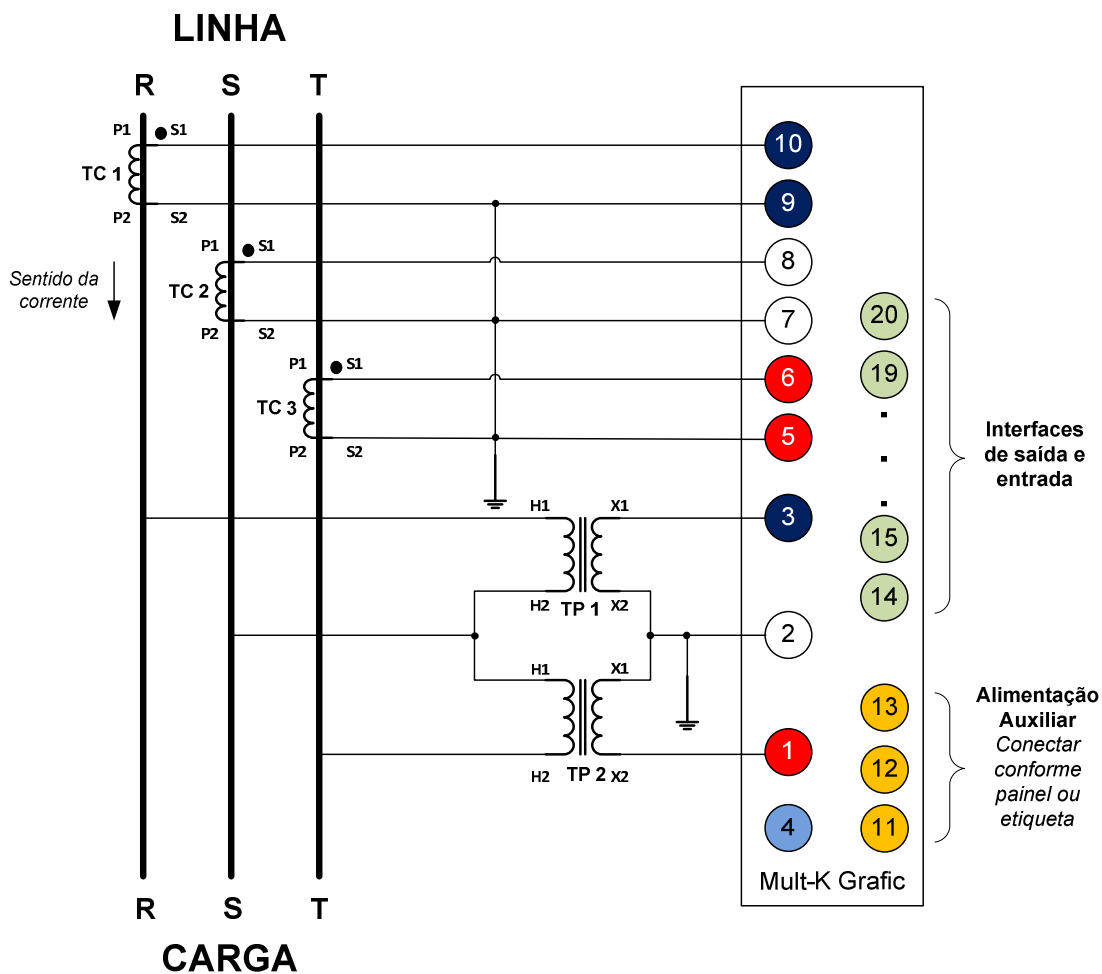 LINHA
R S T
P1 S1
TC 1
P2 S2
P1 S1
TC 2
P2 S2
P1 S1
TC 3
P2 S2
Sentido da
corrente
H1 X1
H2 TP 1 X2
H1 X1
H2 TP 2 X2
10
9
8
7
6
5
3
2
1
4
20
19
15
14
13
12
11
Mult-K Grafic
Interfaces
de saída e
entrada
Alimentação
Auxiliar
Conectar
conforme
painel ou
etiqueta
R S T
CARGA